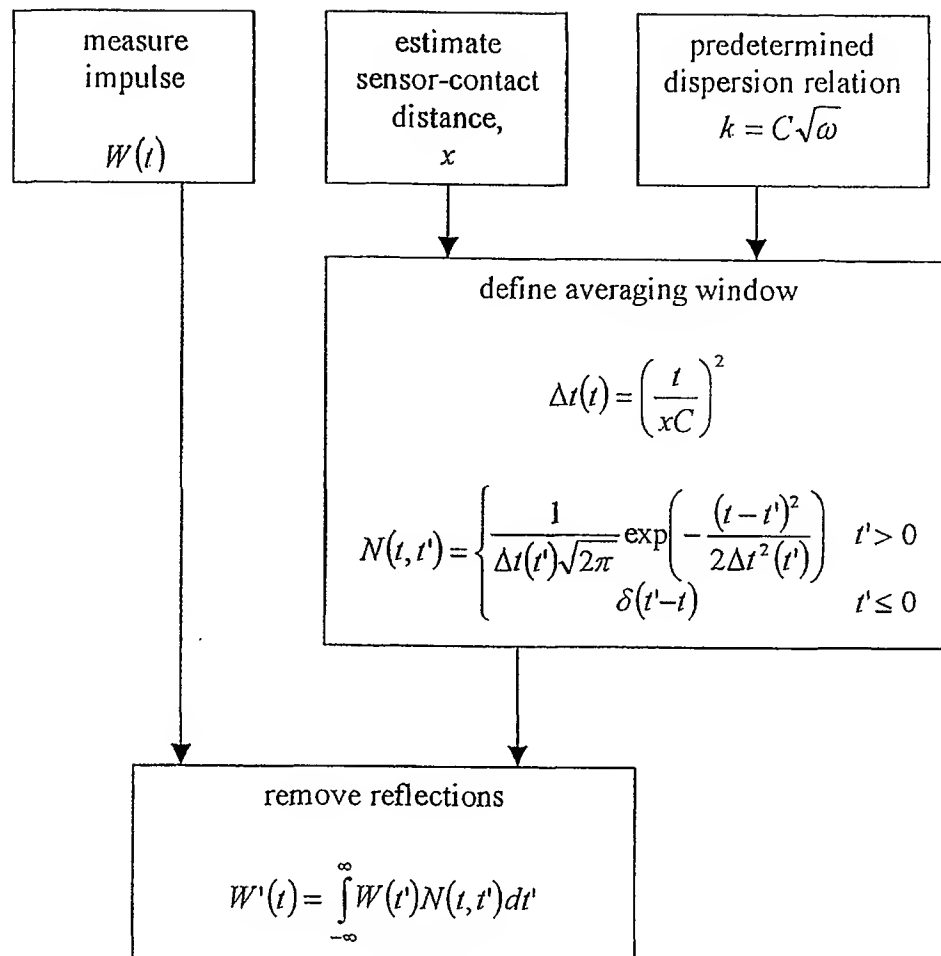 measure
impulse
W(t)
estimate
sensor-contact
distance,
x
predetermined
dispersion relation
k = C√ω
define averaging window
Δt(t) = (t / xC)²
N(t, t') = { 1 / (Δt(t')√2π) exp(−(t − t')² / 2Δt²(t')) t' > 0
δ(t'−t) t' ≤ 0
remove reflections
W'(t) = ∫_{−∞}^{∞} W(t')N(t, t')dt'